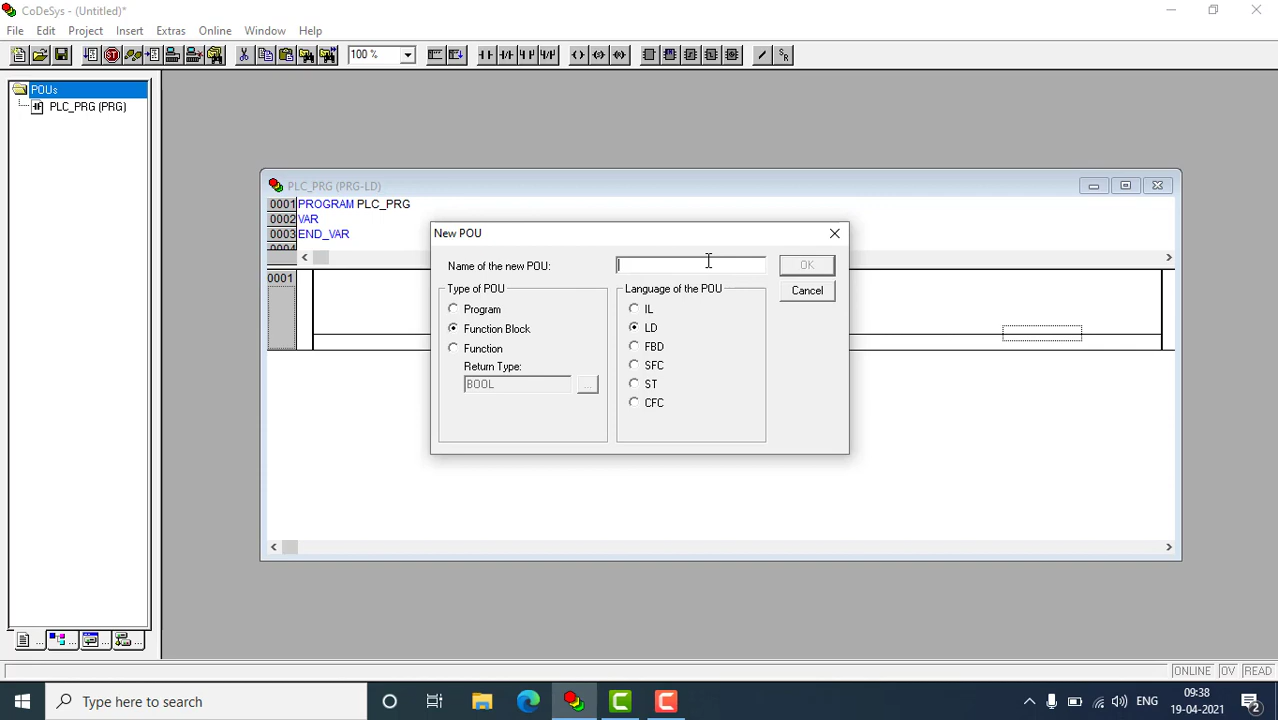 CoDeSys - (Untitled)*
File Edit Project Insert Extras Online Window Help
100 %
POUs
PLC_PRG (PRG)
PLC_PRG (PRG-LD)
0001 PROGRAM PLC_PRG
0002 VAR
0003 END_VAR
0004
0001
New POU
Name of the new POU:
OK
Cancel
Type of POU
Program
Function Block
Function
Return Type:
BOOL
...
Language of the POU
IL
LD
FBD
SFC
ST
CFC
... ... ... ...
ONLINE OV READ
Type here to search
ENG
09:38
19-04-2021
2